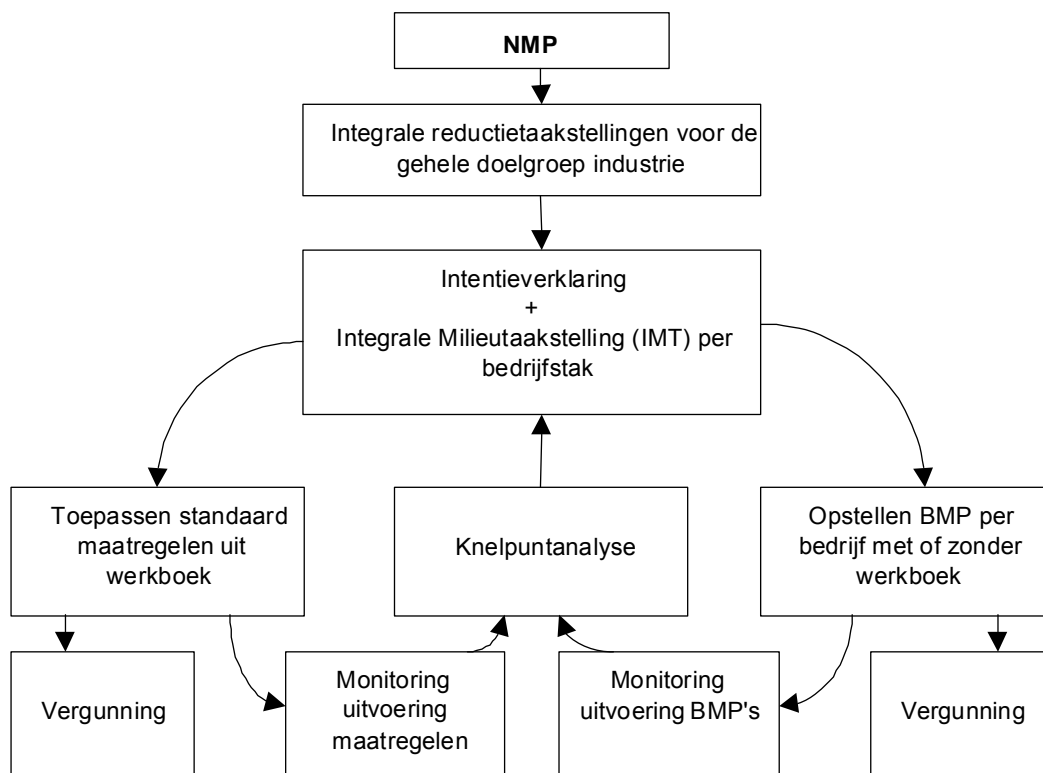 NMP
Integrale reductietaakstellingen voor de
gehele doelgroep industrie
Intentieverklaring
+
Integrale Milieutaakstelling (IMT) per
bedrijfstak
Toepassen standaard
maatregelen uit
werkboek
Knelpuntanalyse
Opstellen BMP per
bedrijf met of zonder
werkboek
Vergunning
Monitoring
uitvoering
maatregelen
Monitoring
uitvoering BMP's
Vergunning